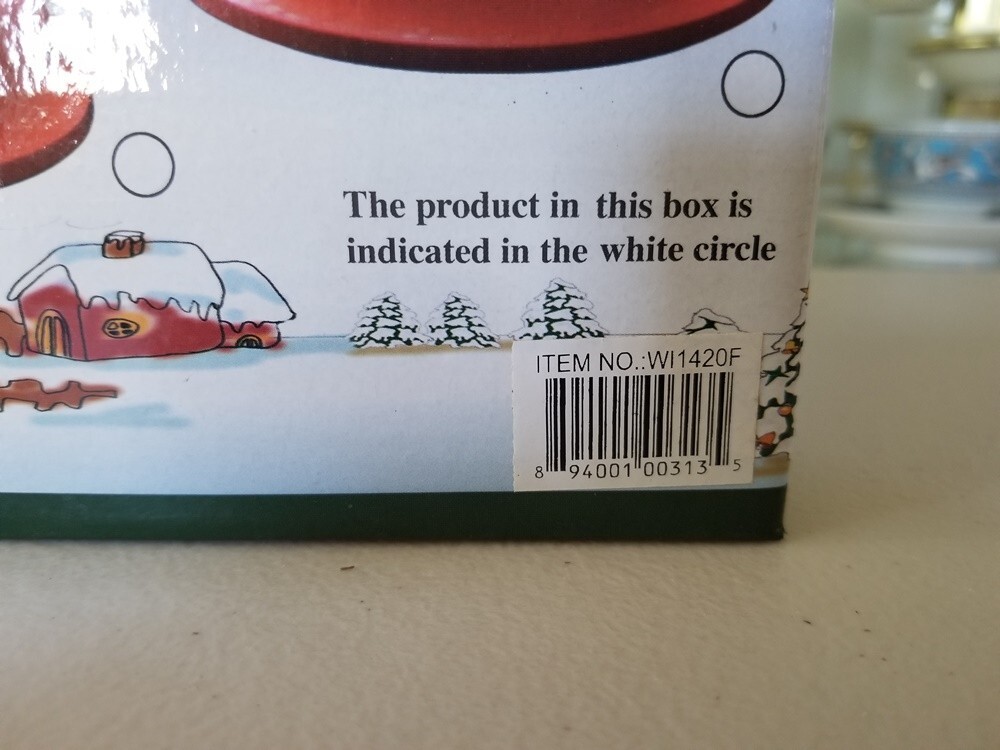 The product in this box is
indicated in the white circle
ITEM NO.:WI1420F
8 94001 00313 5